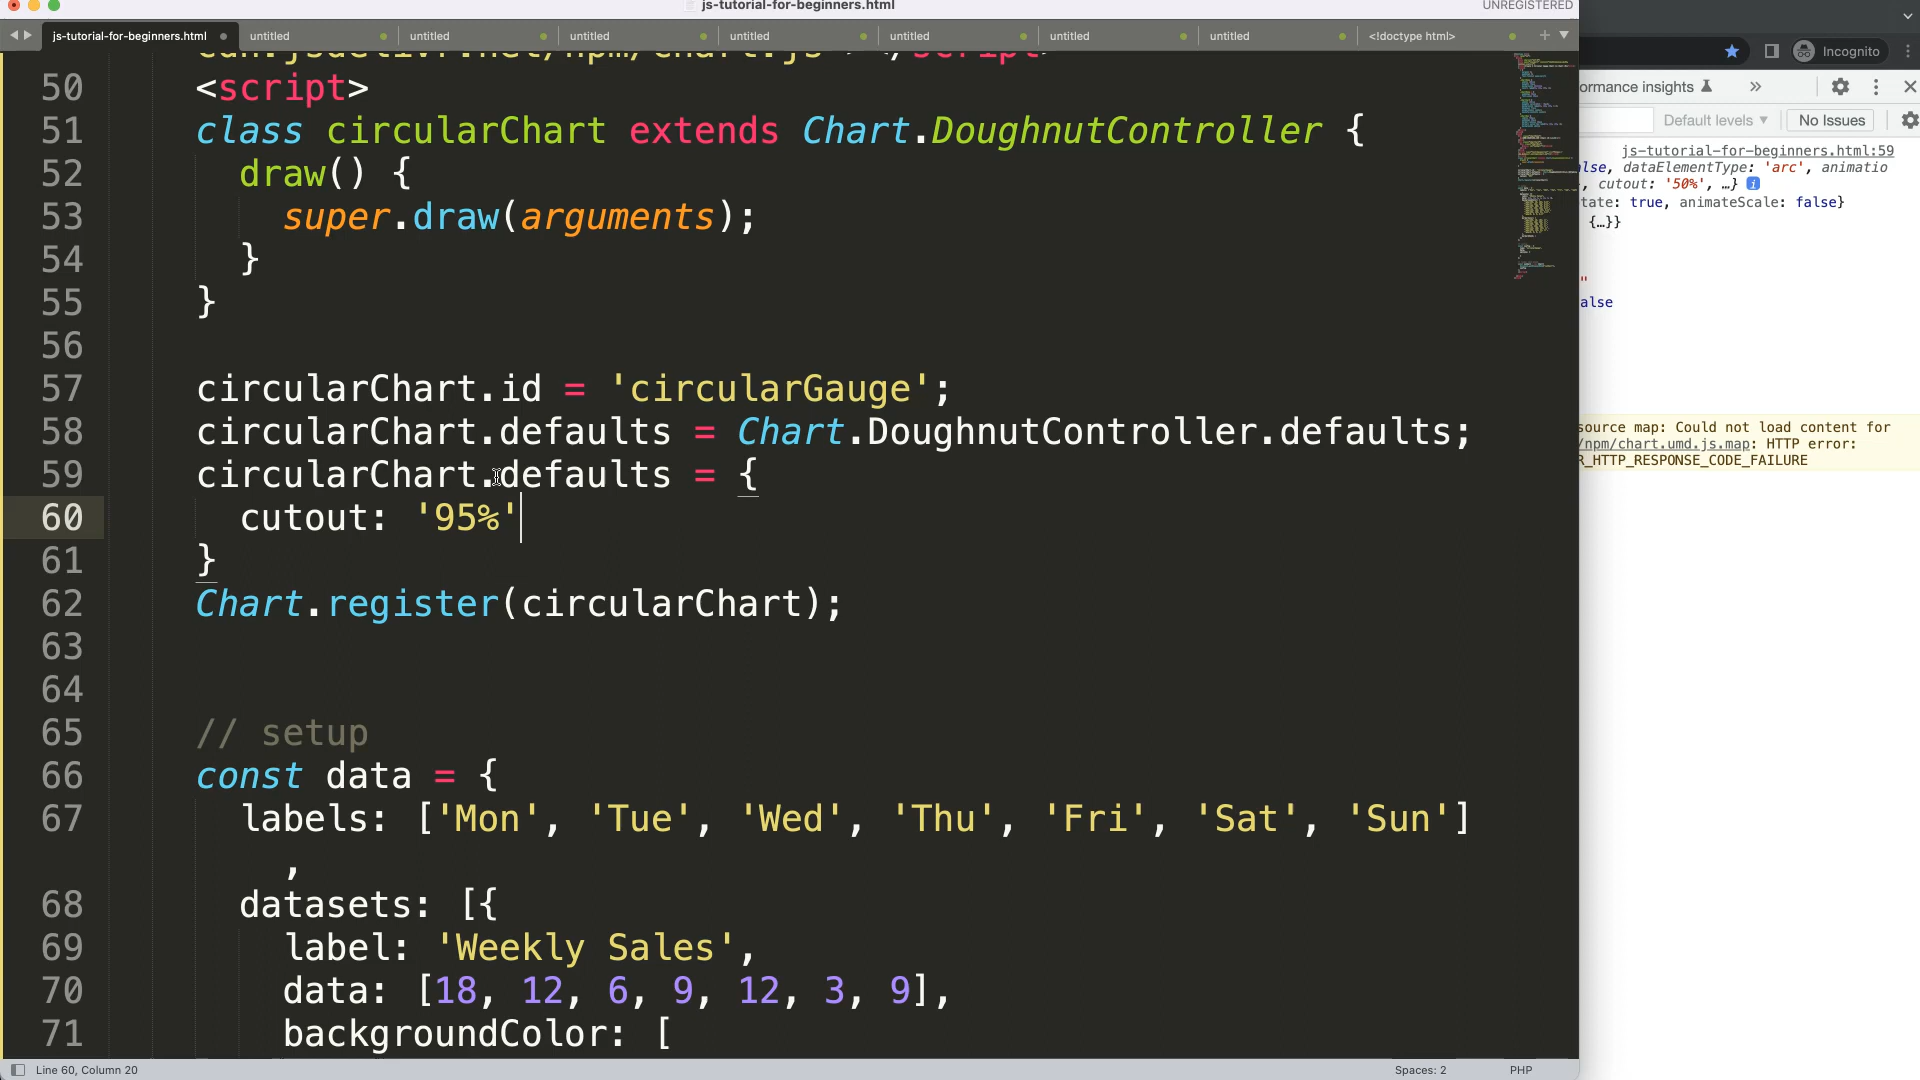 js-tutorial-for-beginners.html
UNREGISTERED
js-tutorial-for-beginners.html untitled untitled untitled untitled untitled untitled untitled <!doctype html>
Incognito
50 <script>
51 class circularChart extends Chart.DoughnutController {
52 draw() {
53 super.draw(arguments);
54 }
55 }
56
57 circularChart.id = 'circularGauge';
58 circularChart.defaults = Chart.DoughnutController.defaults;
59 circularChart.defaults = {
60 cutout: '95%'
61 }
62 Chart.register(circularChart);
63
64
65 // setup
66 const data = {
67 labels: ['Mon', 'Tue', 'Wed', 'Thu', 'Fri', 'Sat', 'Sun']
,
68 datasets: [{
69 label: 'Weekly Sales',
70 data: [18, 12, 6, 9, 12, 3, 9],
71 backgroundColor: [
Line 60, Column 20
Spaces: 2 PHP
ormance insights
Default levels No Issues
js-tutorial-for-beginners.html:59
lse, dataElementType: 'arc', animatio
, cutout: '50%', …}
tate: true, animateScale: false}
{…}}
"
alse
source map: Could not load content for
/npm/chart.umd.js.map: HTTP error:
R_HTTP_RESPONSE_CODE_FAILURE